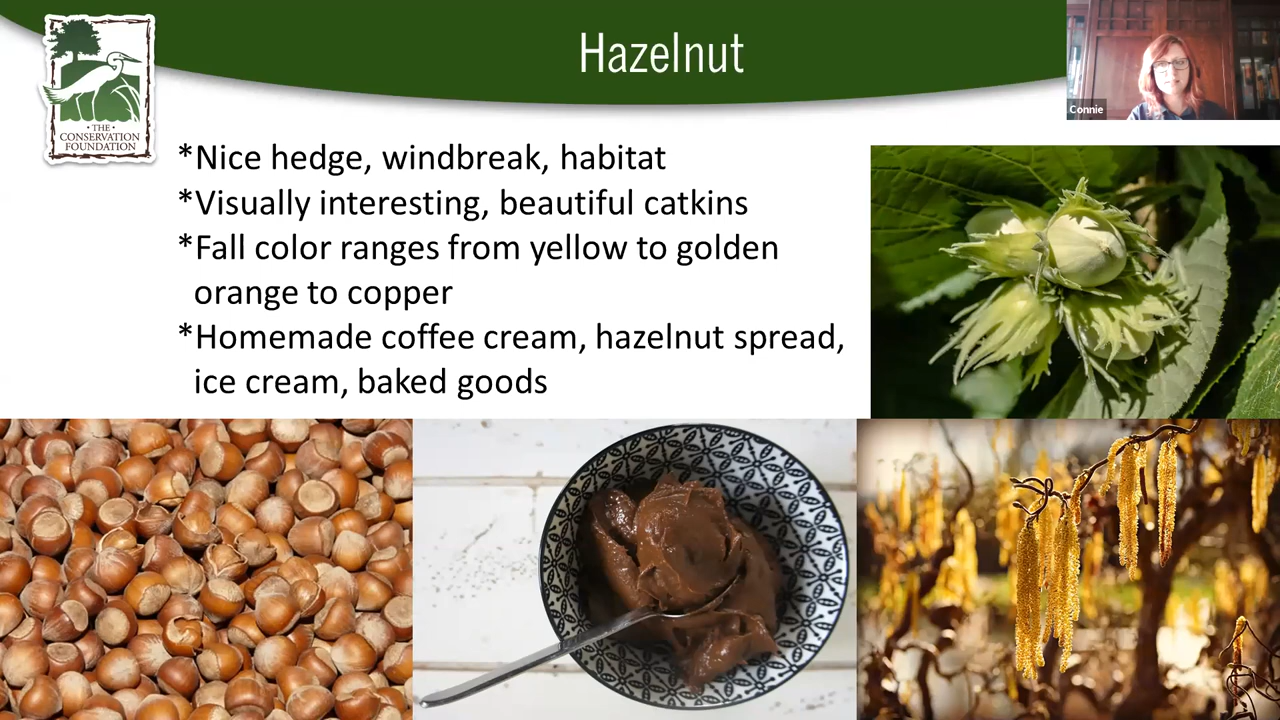 Hazelnut
Connie
• THE •
CONSERVATION
FOUNDATION
*Nice hedge, windbreak, habitat
*Visually interesting, beautiful catkins
*Fall color ranges from yellow to golden
orange to copper
*Homemade coffee cream, hazelnut spread,
ice cream, baked goods